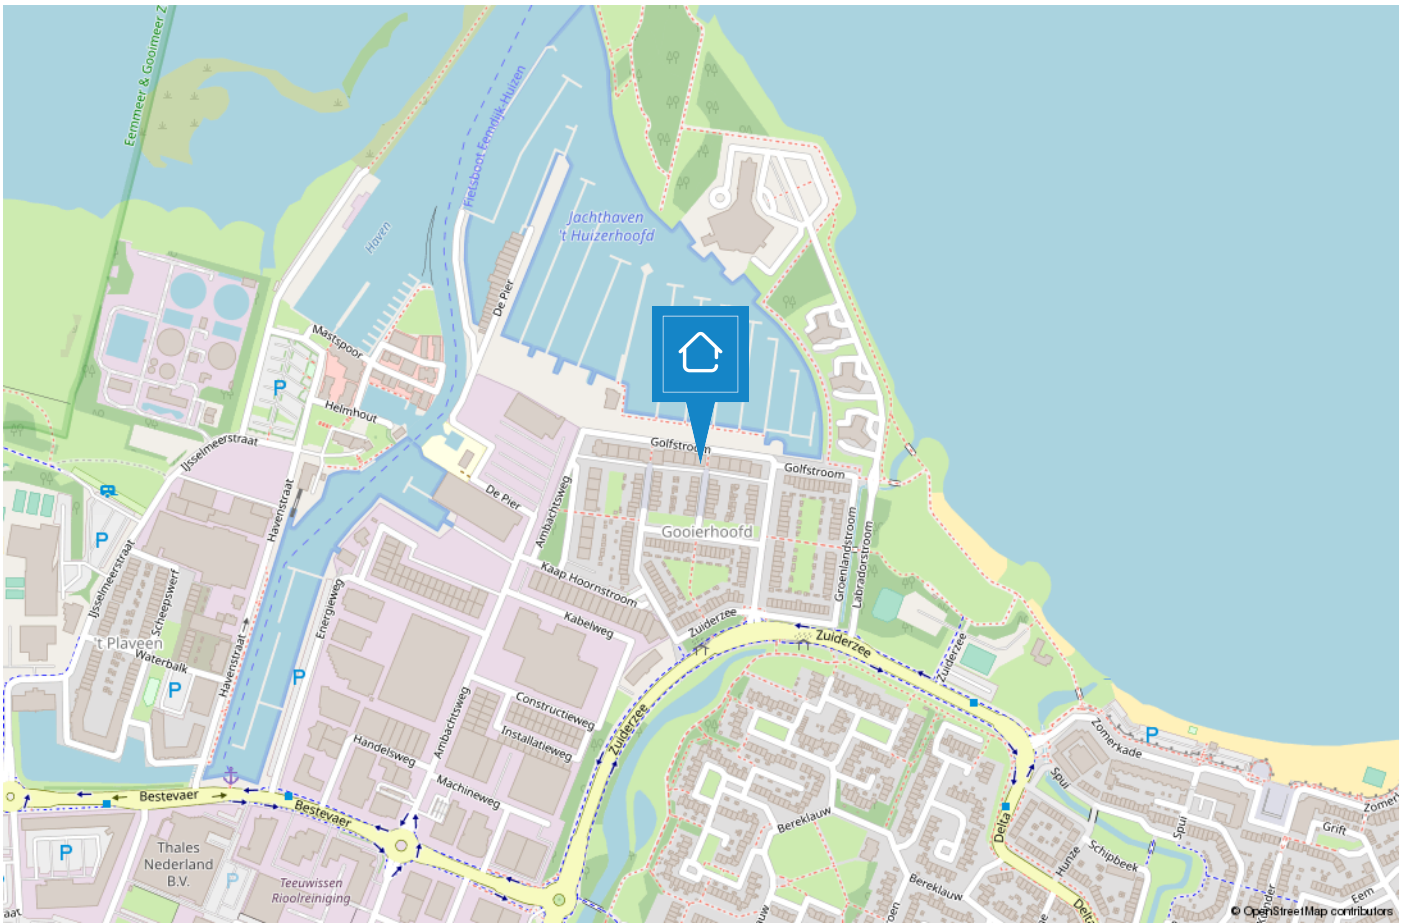 Eemmeer & Gooimeer Z
Fietsboot Eemdijk-Huizen
Haven
Jachthaven
't Huizerhoofd
De Pier
Mastspoor
Helmhout
P
IJsselmeerstraat
Golfstroom
Golfstroom
De Pier
Ambachtsweg
Havenstraat
Gooierhoofd
P
IJsselmeerstraat
Scheepswerf
Groenlandstroom
Labradorstroom
Kaap Hoornstroom
Kabelweg
Energieweg
Zuiderzee
Zuiderzee
Zuiderzee
't Plaveen
Waterbalk
Havenstraat
P
P
Constructieweg
Installatieweg
Ambachtsweg
Zuiderzee
Handelsweg
Machineweg
Zomerkade
P
Spui
Bestevaer
Bestevaer
Bereklauw
Delta
Spui
Zomer
Grift
Hunze
Schipbeek
P
Thales
Nederland
B.V.
P
Teeuwissen
Rioolreiniging
Bereklauw
Delta
Eem
© OpenStreetMap contributors